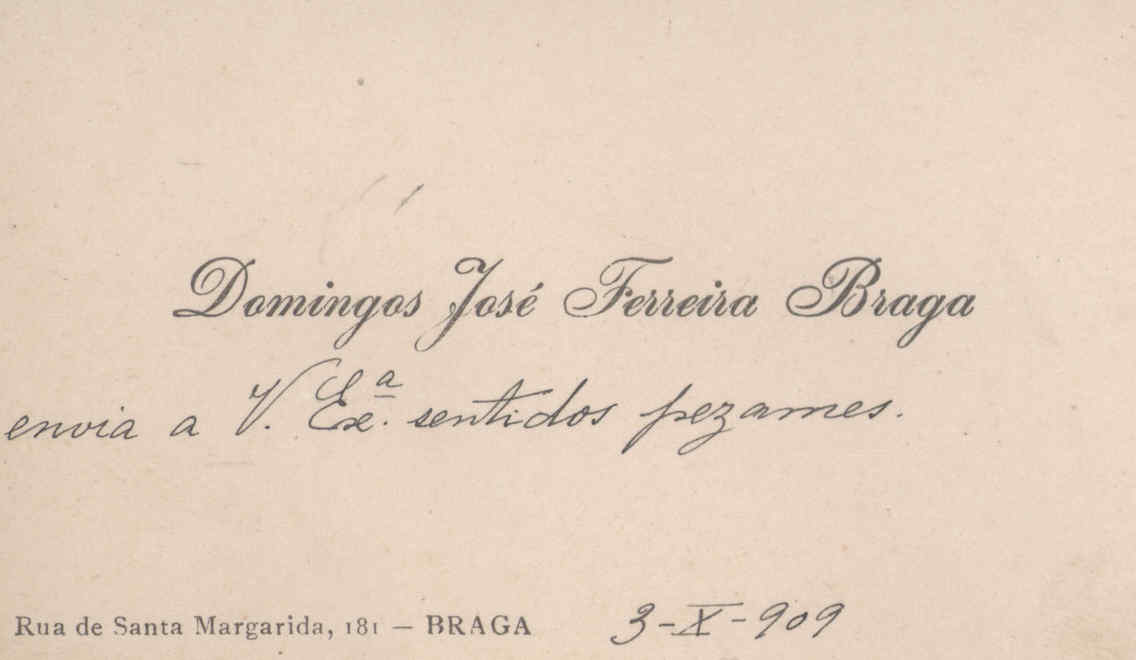 Domingos José Ferreira Braga
envia a V. Exª. sentidos pezames.
Rua de Santa Margarida, 181 — BRAGA 3-X-909